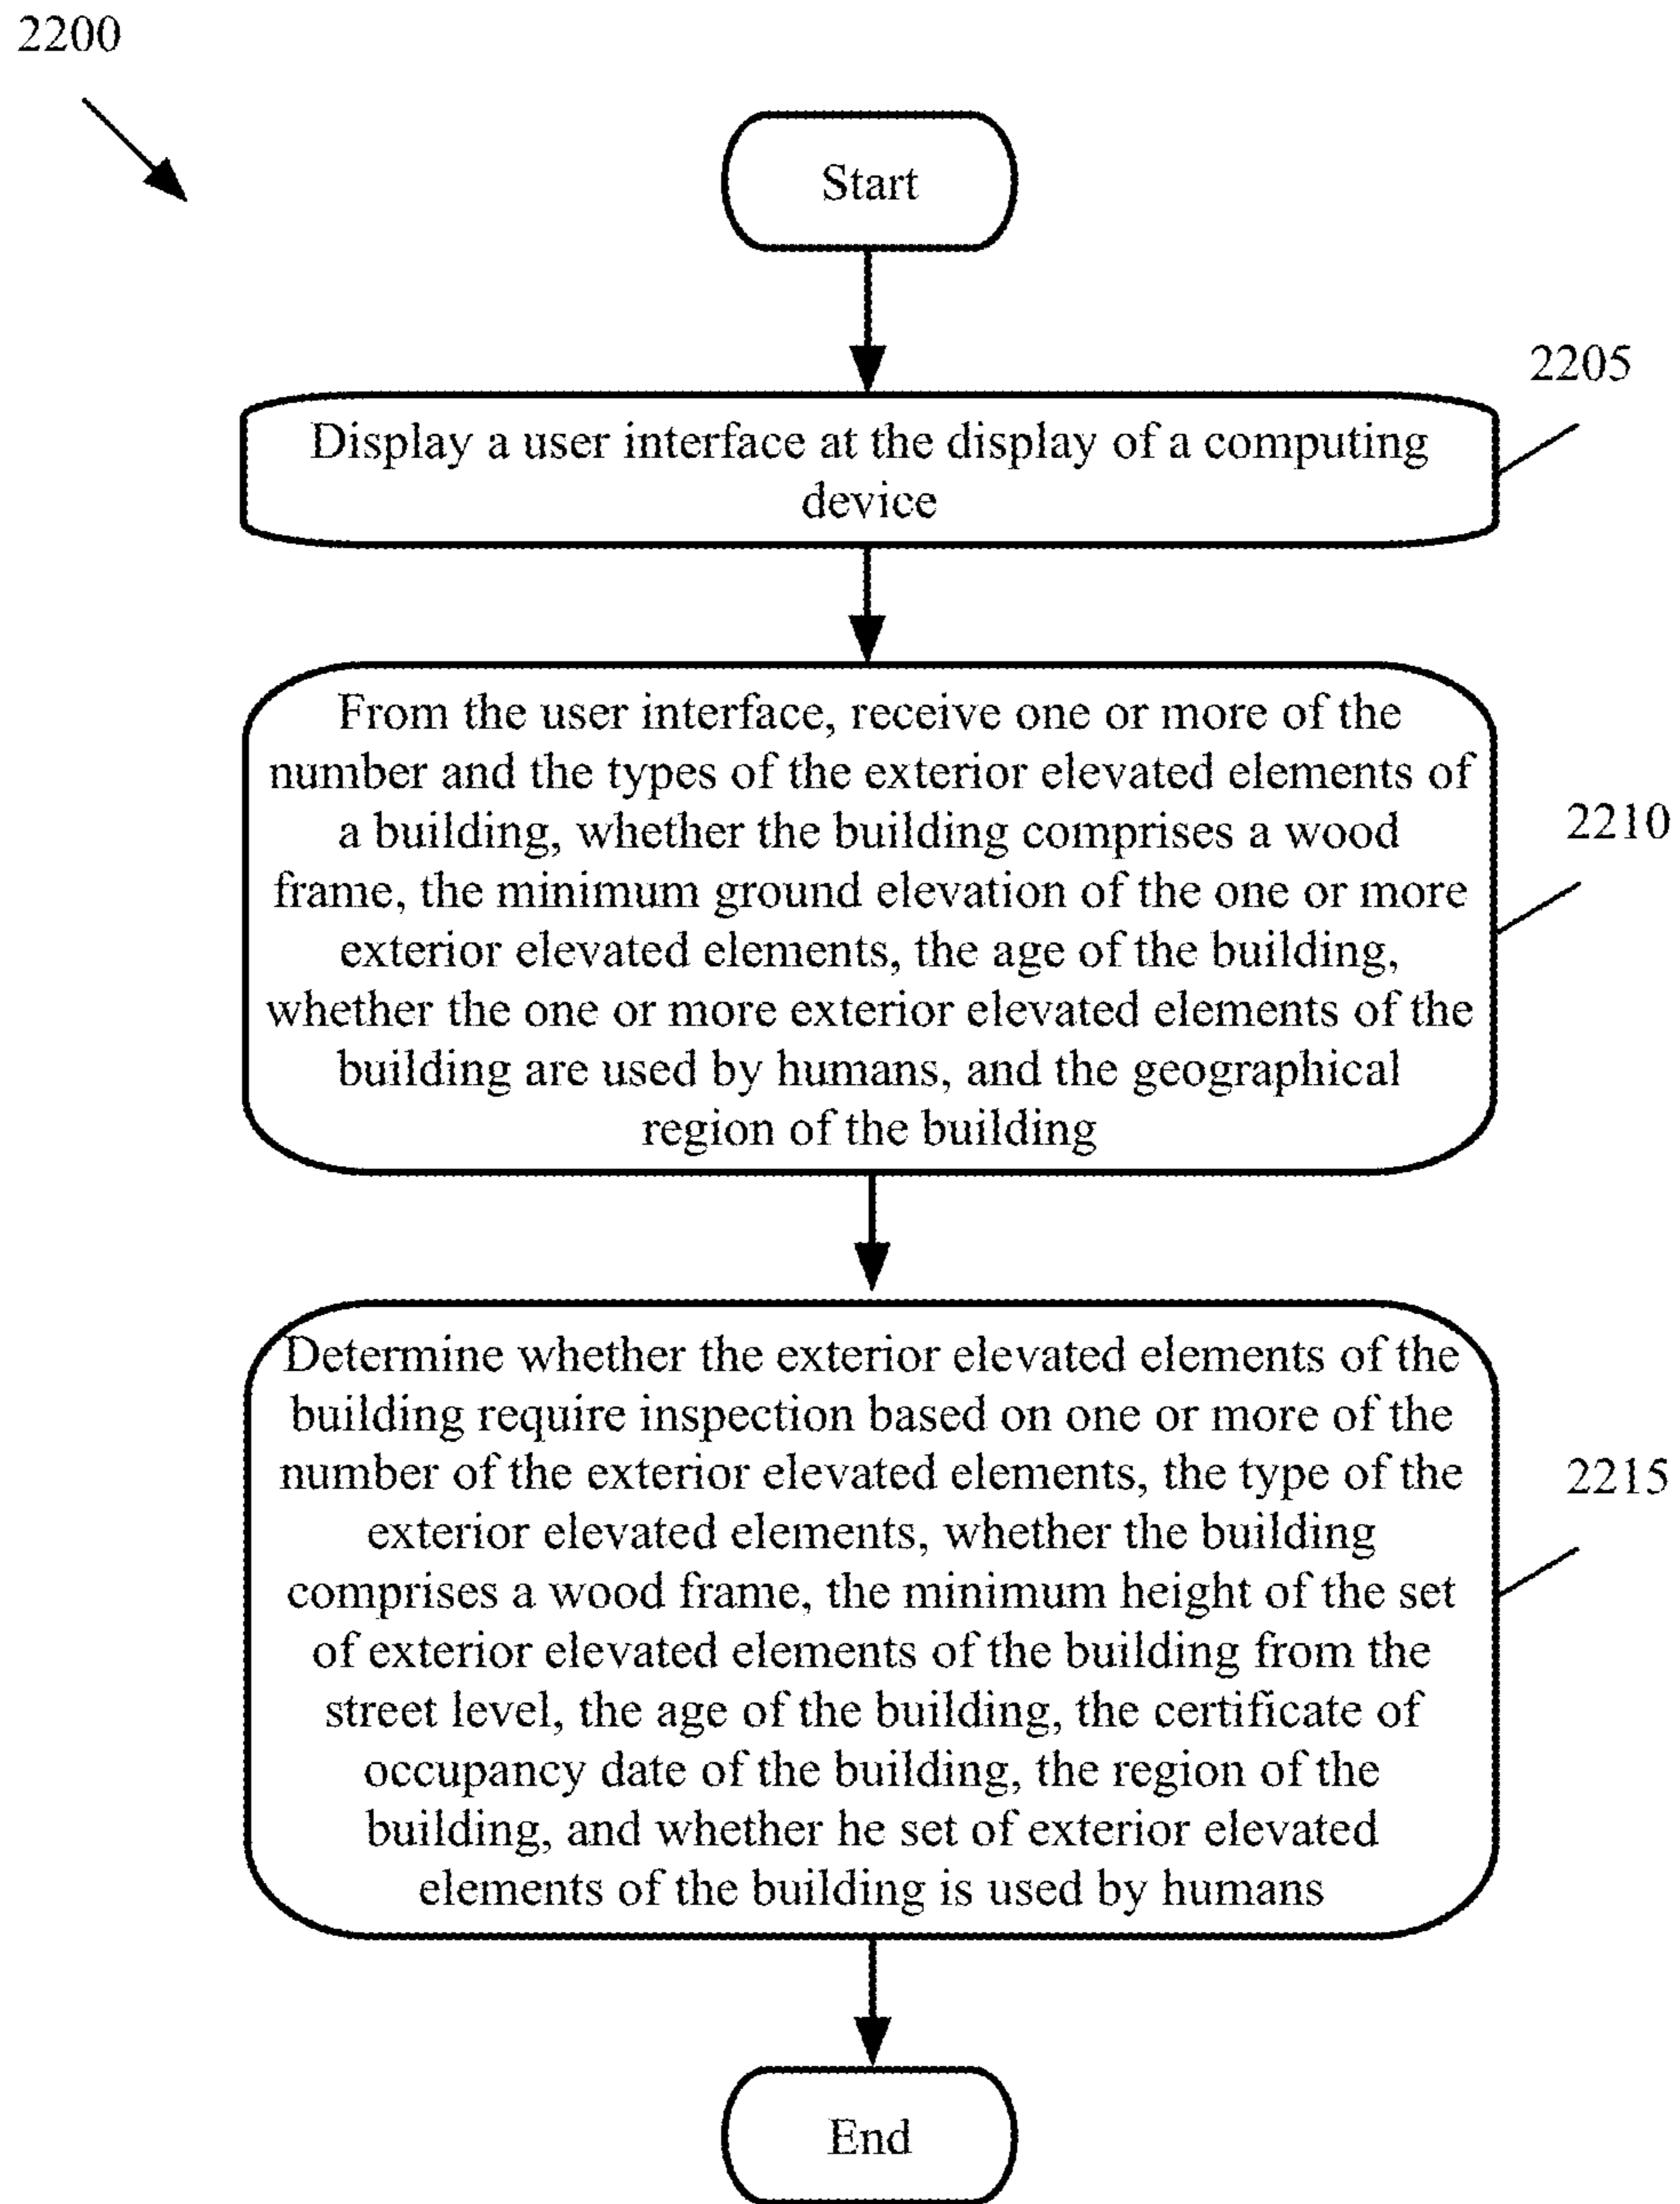 2200
Start
2205
Display a user interface at the display of a computing
device
From the user interface, receive one or more of the
number and the types of the exterior elevated elements of
a building, whether the building comprises a wood
frame, the minimum ground elevation of the one or more
exterior elevated elements, the age of the building,
whether the one or more exterior elevated elements of the
building are used by humans, and the geographical
region of the building
2210
Determine whether the exterior elevated elements of the
building require inspection based on one or more of the
number of the exterior elevated elements, the type of the
exterior elevated elements, whether the building
comprises a wood frame, the minimum height of the set
of exterior elevated elements of the building from the
street level, the age of the building, the certificate of
occupancy date of the building, the region of the
building, and whether he set of exterior elevated
elements of the building is used by humans
2215
End